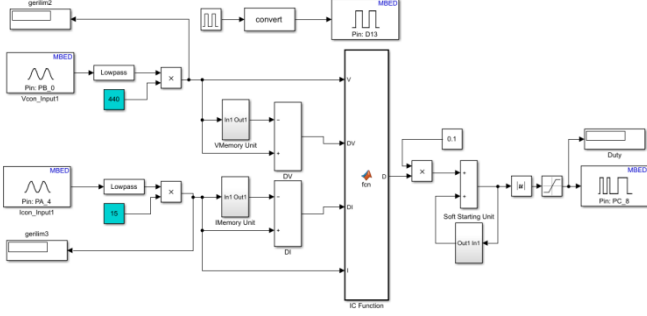 gerilim2
MBED
Pin: PB_0
Vcon_Input1
Lowpass
×
440
convert
MBED
Pin: D13
In1 Out1
VMemory Unit
−
+
DV
MBED
Pin: PA_4
Icon_Input1
Lowpass
×
15
gerilim3
In1 Out1
IMemory Unit
−
+
DI
V
DV
DI
I
fcn
D
IC Function
0.1
×
+
+
Soft Starting Unit
Out1 In1
|u|
Duty
MBED
Pin: PC_8